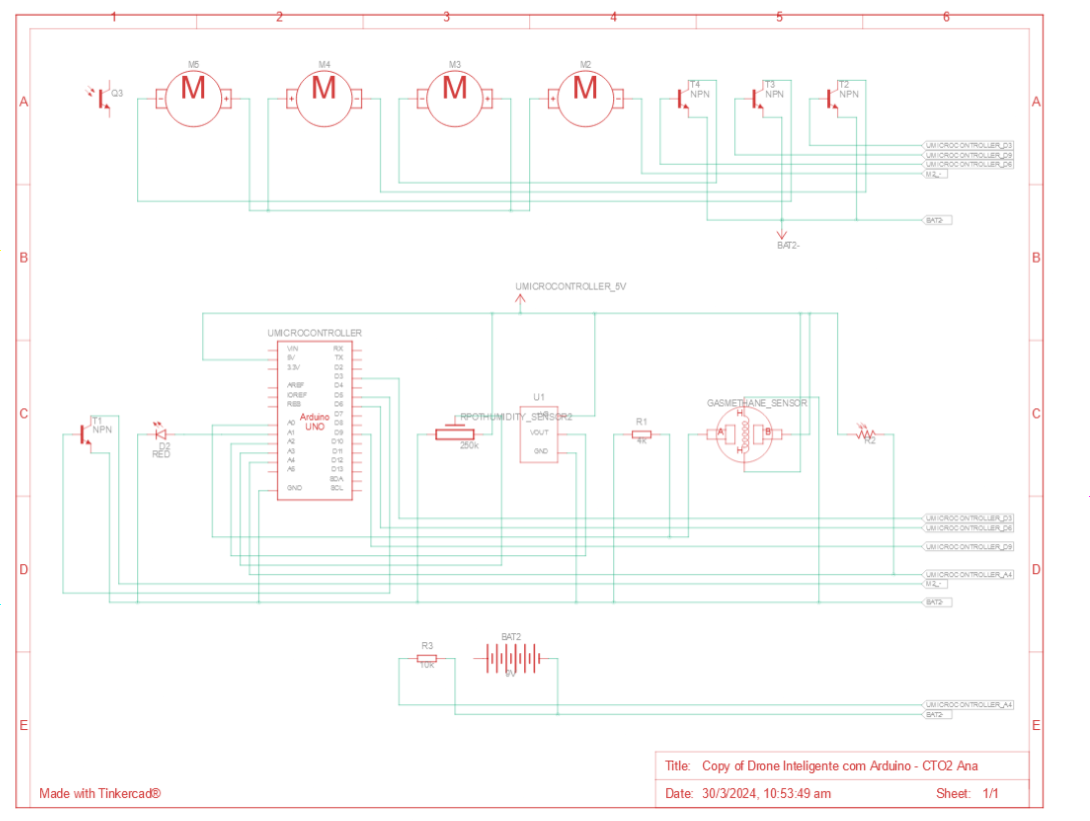 1 2 3 4 5 6
A A
Q3
M5
M
M4
M
M3
M
M2
M
T4
NPN
T3
NPN
T2
NPN
UMICROCONTROLLER_D3
UMICROCONTROLLER_D9
UMICROCONTROLLER_D6
M2_-
BAT2-
BAT2-
B B
UMICROCONTROLLER_5V
UMICROCONTROLLER
VIN RX
5V TX
3.3V D2
D3
AREF D4
IOREF D5
RES D6
D7
A0 D8
A1 D9
A2 D10
A3 D11
A4 D12
A5 D13
SDA
GND SCL
Arduino
UNO
C C
T1
NPN
D2
RED
RPOTHUMIDITY_SENSOR2
250k
U1
VOUT
GND
R1
4k
GASMETHANE_SENSOR
H
A B
H
R2
UMICROCONTROLLER_D3
UMICROCONTROLLER_D6
UMICROCONTROLLER_D9
D D
UMICROCONTROLLER_A4
M2_-
BAT2-
R3
10k
BAT2
9V
UMICROCONTROLLER_A4
BAT2-
E E
Title: Copy of Drone Inteligente com Arduino - CTO2 Ana
Made with Tinkercad®
Date: 30/3/2024, 10:53:49 am Sheet: 1/1